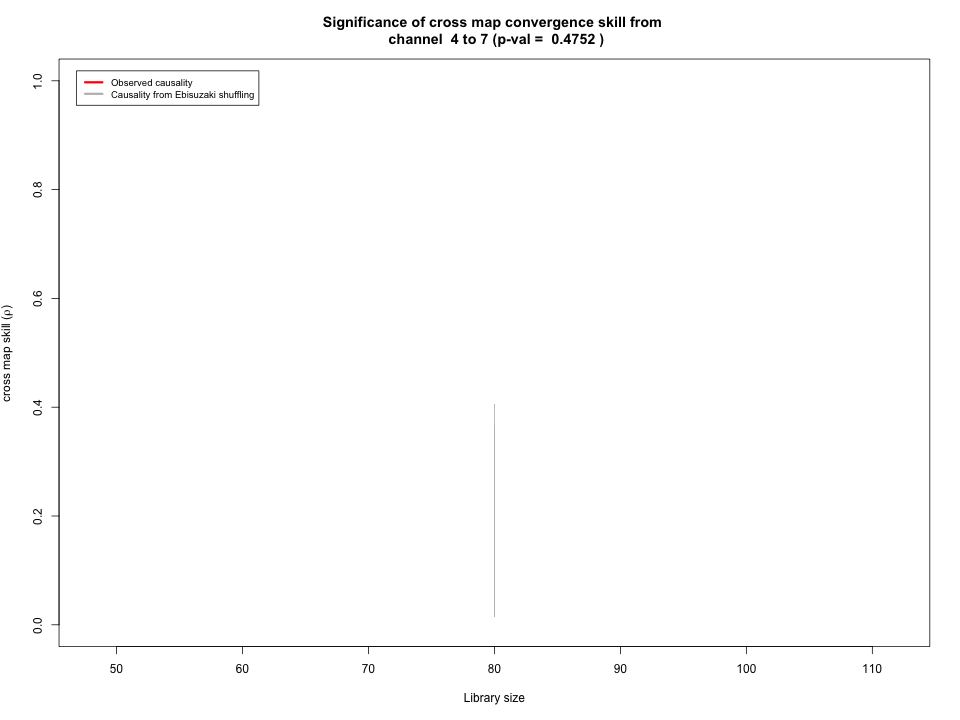 Significance of cross map convergence skill from
channel  4 to 7 (p-val =  0.4752 )
Observed causality
Causality from Ebisuzaki shuffling
1.0
0.8
0.6
0.4
0.2
0.0
cross map skill (ρ)
50 60 70 80 90 100 110
Library size